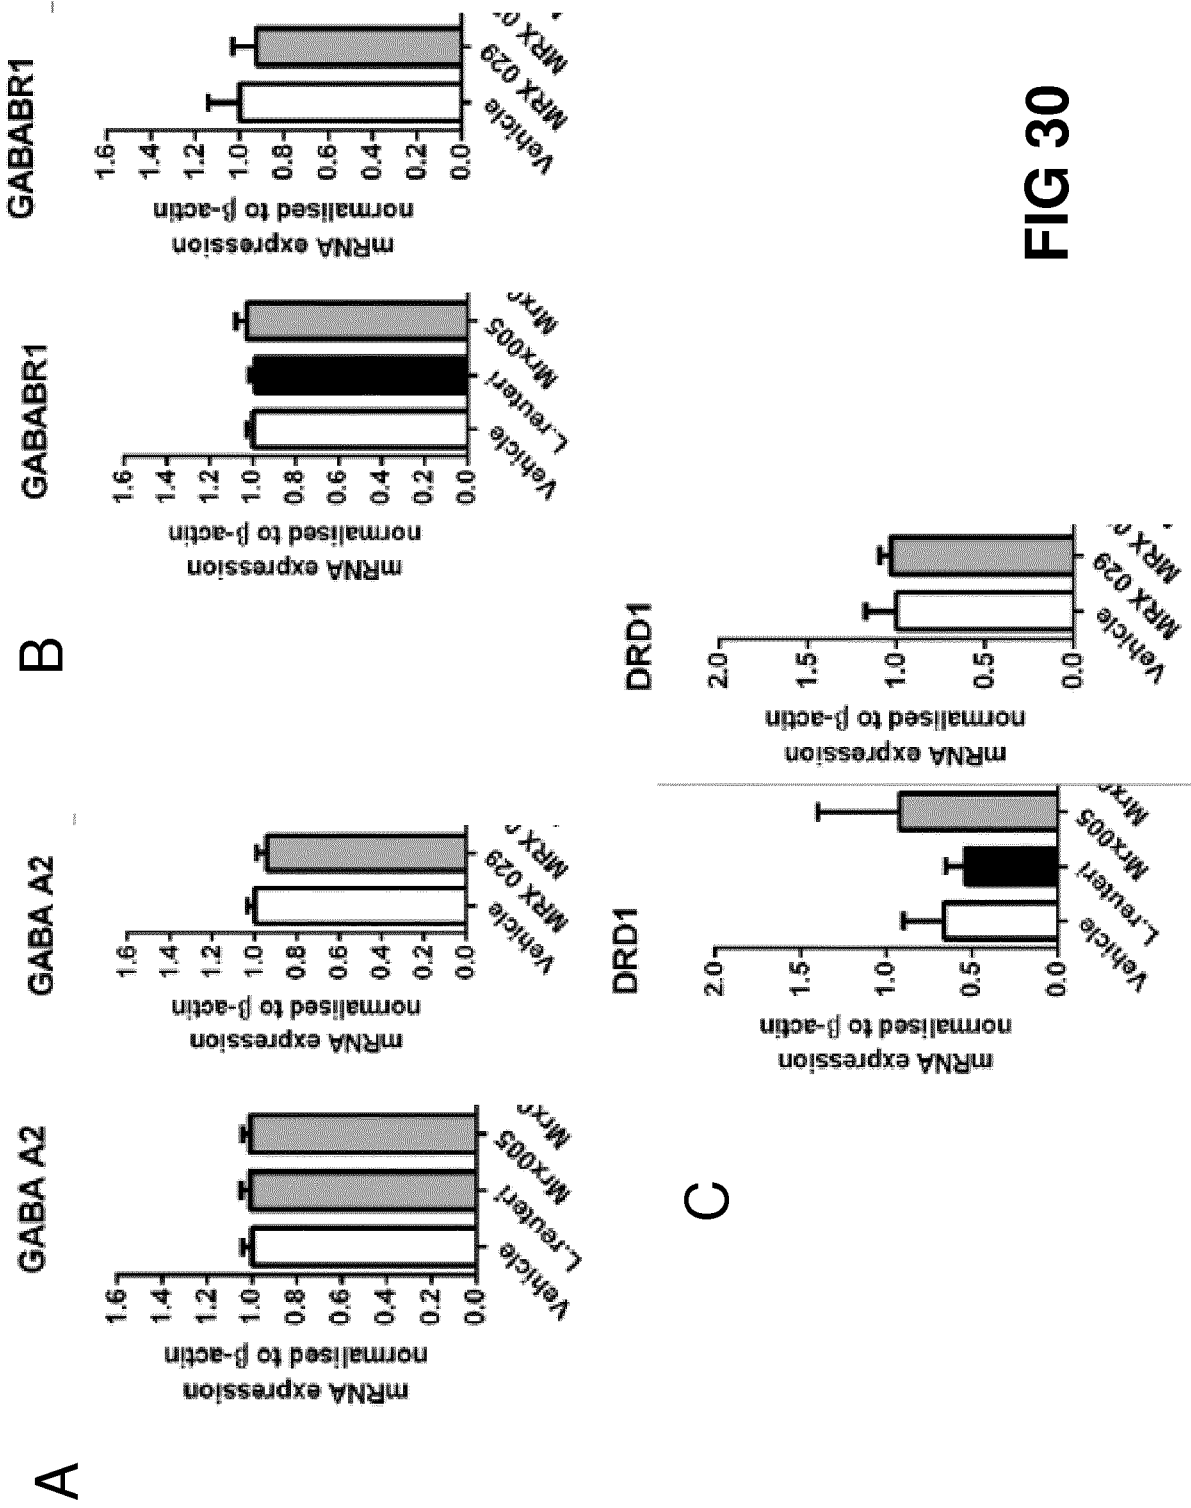 A
GABA A2
mRNA expression
normalised to β-actin
1.6
1.4
1.2
1.0
0.8
0.6
0.4
0.2
0.0
Vehicle
L.reuteri
Mrx005
GABA A2
mRNA expression
normalised to β-actin
1.6
1.4
1.2
1.0
0.8
0.6
0.4
0.2
0.0
Vehicle
MRX 029
MRX
B
GABABR1
mRNA expression
normalised to β-actin
1.6
1.4
1.2
1.0
0.8
0.6
0.4
0.2
0.0
Vehicle
L.reuteri
Mrx005
GABABR1
mRNA expression
normalised to β-actin
1.6
1.4
1.2
1.0
0.8
0.6
0.4
0.2
0.0
Vehicle
MRX 029
MRX
C
DRD1
mRNA expression
normalised to β-actin
2.0
1.5
1.0
0.5
0.0
Vehicle
L.reuteri
Mrx005
DRD1
mRNA expression
normalised to β-actin
2.0
1.5
1.0
0.5
0.0
Vehicle
MRX 029
MRX
FIG 30